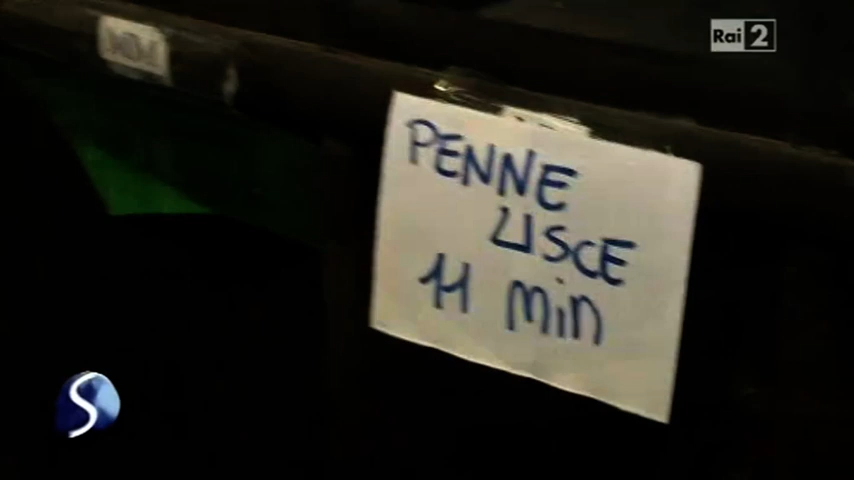 Rai 2
PENNE
LISCE
11 min
S